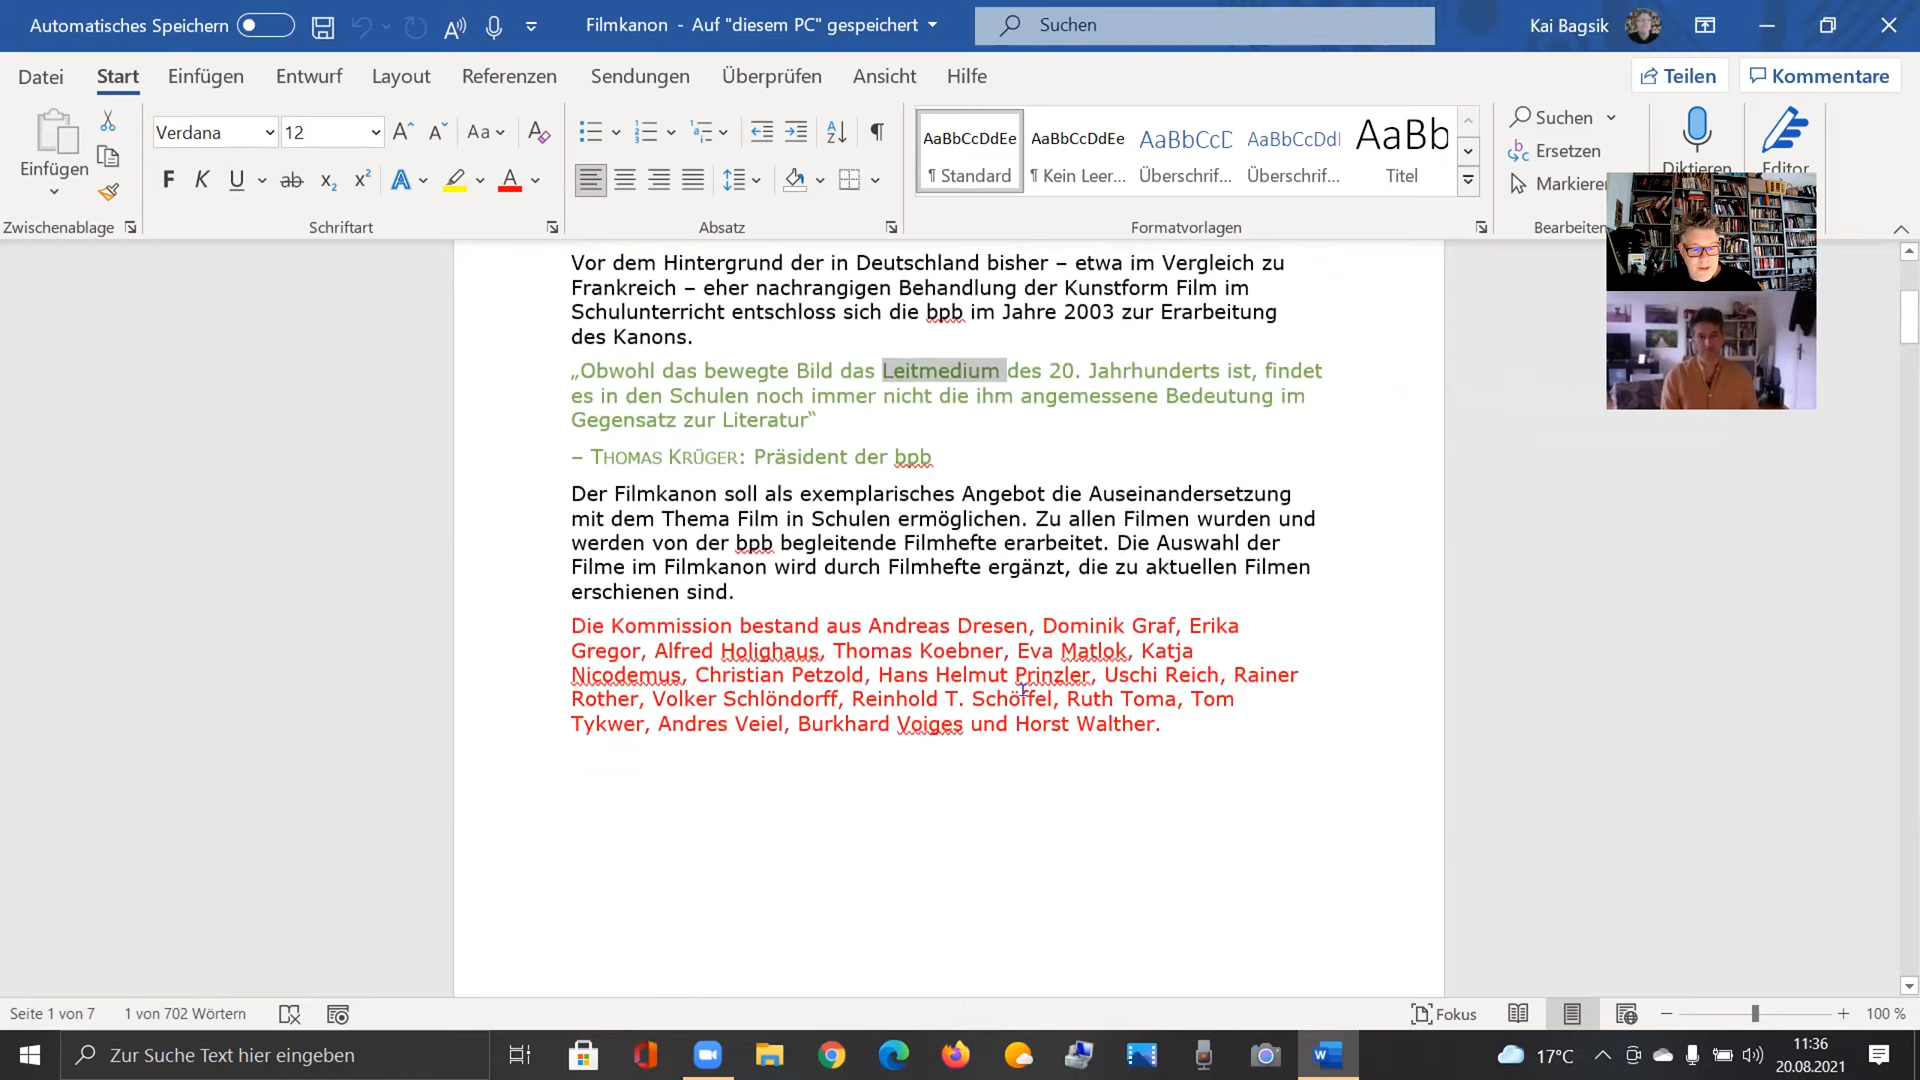 Automatisches Speichern
Filmkanon - Auf "diesem PC" gespeichert
Suchen
Kai Bagsik
Datei Start Einfügen Entwurf Layout Referenzen Sendungen Überprüfen Ansicht Hilfe
Teilen Kommentare
Einfügen
Zwischenablage
Verdana 12
F K U ab
Schriftart
Absatz
AaBbCcDdEe AaBbCcDdEe AaBbCcD AaBbCcDdI AaBb
¶ Standard ¶ Kein Leer... Überschrif... Überschrif... Titel
Formatvorlagen
Suchen
Ersetzen
Markieren
Bearbeiten
Diktieren
Editor
Vor dem Hintergrund der in Deutschland bisher – etwa im Vergleich zu
Frankreich – eher nachrangigen Behandlung der Kunstform Film im
Schulunterricht entschloss sich die bpb im Jahre 2003 zur Erarbeitung
des Kanons.
„Obwohl das bewegte Bild das Leitmedium des 20. Jahrhunderts ist, findet
es in den Schulen noch immer nicht die ihm angemessene Bedeutung im
Gegensatz zur Literatur“
– THOMAS KRÜGER: Präsident der bpb
Der Filmkanon soll als exemplarisches Angebot die Auseinandersetzung
mit dem Thema Film in Schulen ermöglichen. Zu allen Filmen wurden und
werden von der bpb begleitende Filmhefte erarbeitet. Die Auswahl der
Filme im Filmkanon wird durch Filmhefte ergänzt, die zu aktuellen Filmen
erschienen sind.
Die Kommission bestand aus Andreas Dresen, Dominik Graf, Erika
Gregor, Alfred Holighaus, Thomas Koebner, Eva Matlok, Katja
Nicodemus, Christian Petzold, Hans Helmut Prinzler, Uschi Reich, Rainer
Rother, Volker Schlöndorff, Reinhold T. Schöffel, Ruth Toma, Tom
Tykwer, Andres Veiel, Burkhard Voiges und Horst Walther.
Seite 1 von 7 1 von 702 Wörtern
Fokus
100 %
Zur Suche Text hier eingeben
17°C
11:36
20.08.2021